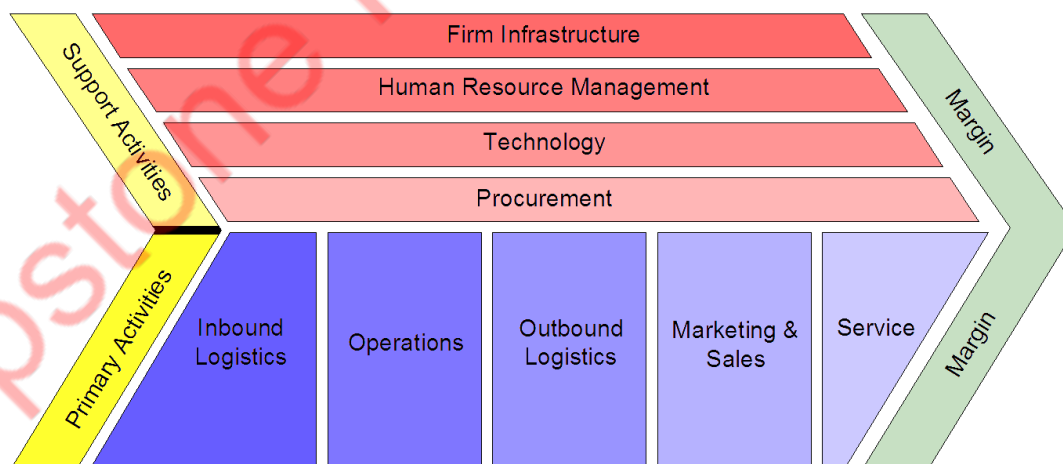 Firm Infrastructure
Human Resource Management
Technology
Procurement
Support Activities
Primary Activities
Inbound
Logistics
Operations
Outbound
Logistics
Marketing &
Sales
Service
Margin
Margin